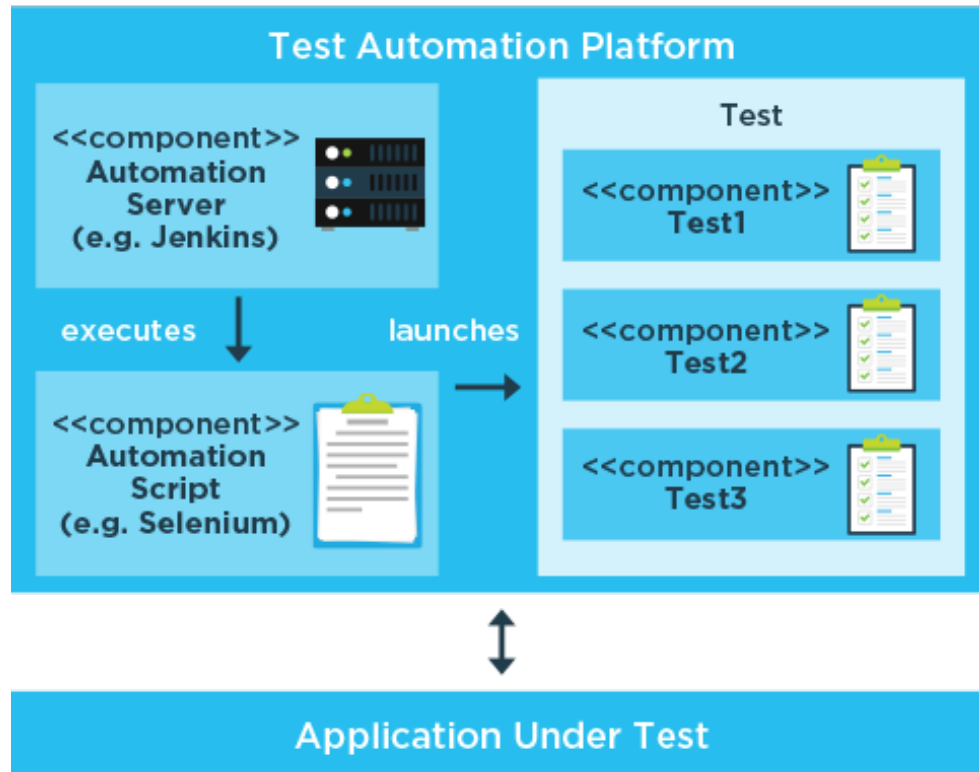 Test Automation Platform
<<component>>
Automation
Server
(e.g. Jenkins)
executes
<<component>>
Automation
Script
(e.g. Selenium)
launches
Test
<<component>>
Test1
<<component>>
Test2
<<component>>
Test3
Application Under Test